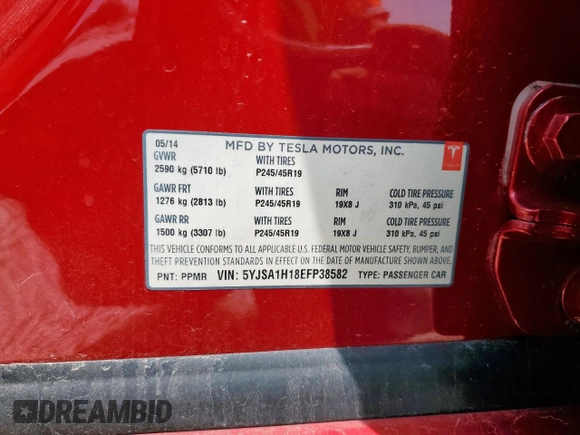 05/14 MFD BY TESLA MOTORS, INC.
GVWR WITH TIRES
2590 kg (5710 lb) P245/45R19
GAWR FRT WITH TIRES RIM COLD TIRE PRESSURE
1276 kg (2813 lb) P245/45R19 19X8 J 310 kPa, 45 psi
GAWR RR WITH TIRES RIM COLD TIRE PRESSURE
1500 kg (3307 lb) P245/45R19 19X8 J 310 kPa, 45 psi
THIS VEHICLE CONFORMS TO ALL APPLICABLE U.S. FEDERAL MOTOR VEHICLE SAFETY, BUMPER, AND
THEFT PREVENTION STANDARDS IN EFFECT ON THE DATE OF MANUFACTURE SHOWN ABOVE.
PNT: PPMR VIN: 5YJSA1H18EFP38582 TYPE: PASSENGER CAR
DREAMBID